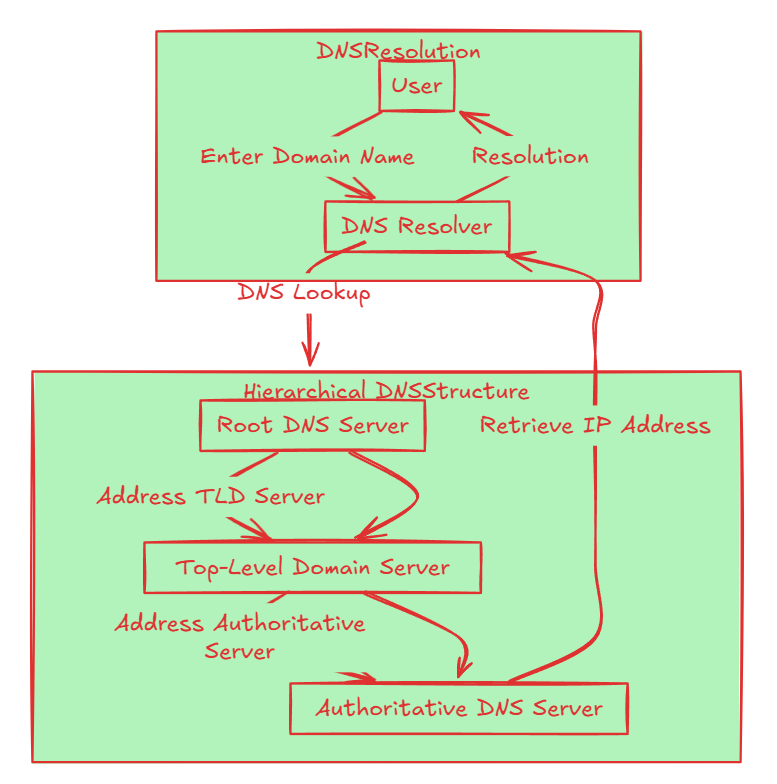 DNSResolution
User
Enter Domain Name
Resolution
DNS Resolver
DNS Lookup
Hierarchical DNSStructure
Root DNS Server
Retrieve IP Address
Address TLD Server
Top-Level Domain Server
Address Authoritative
Server
Authoritative DNS Server